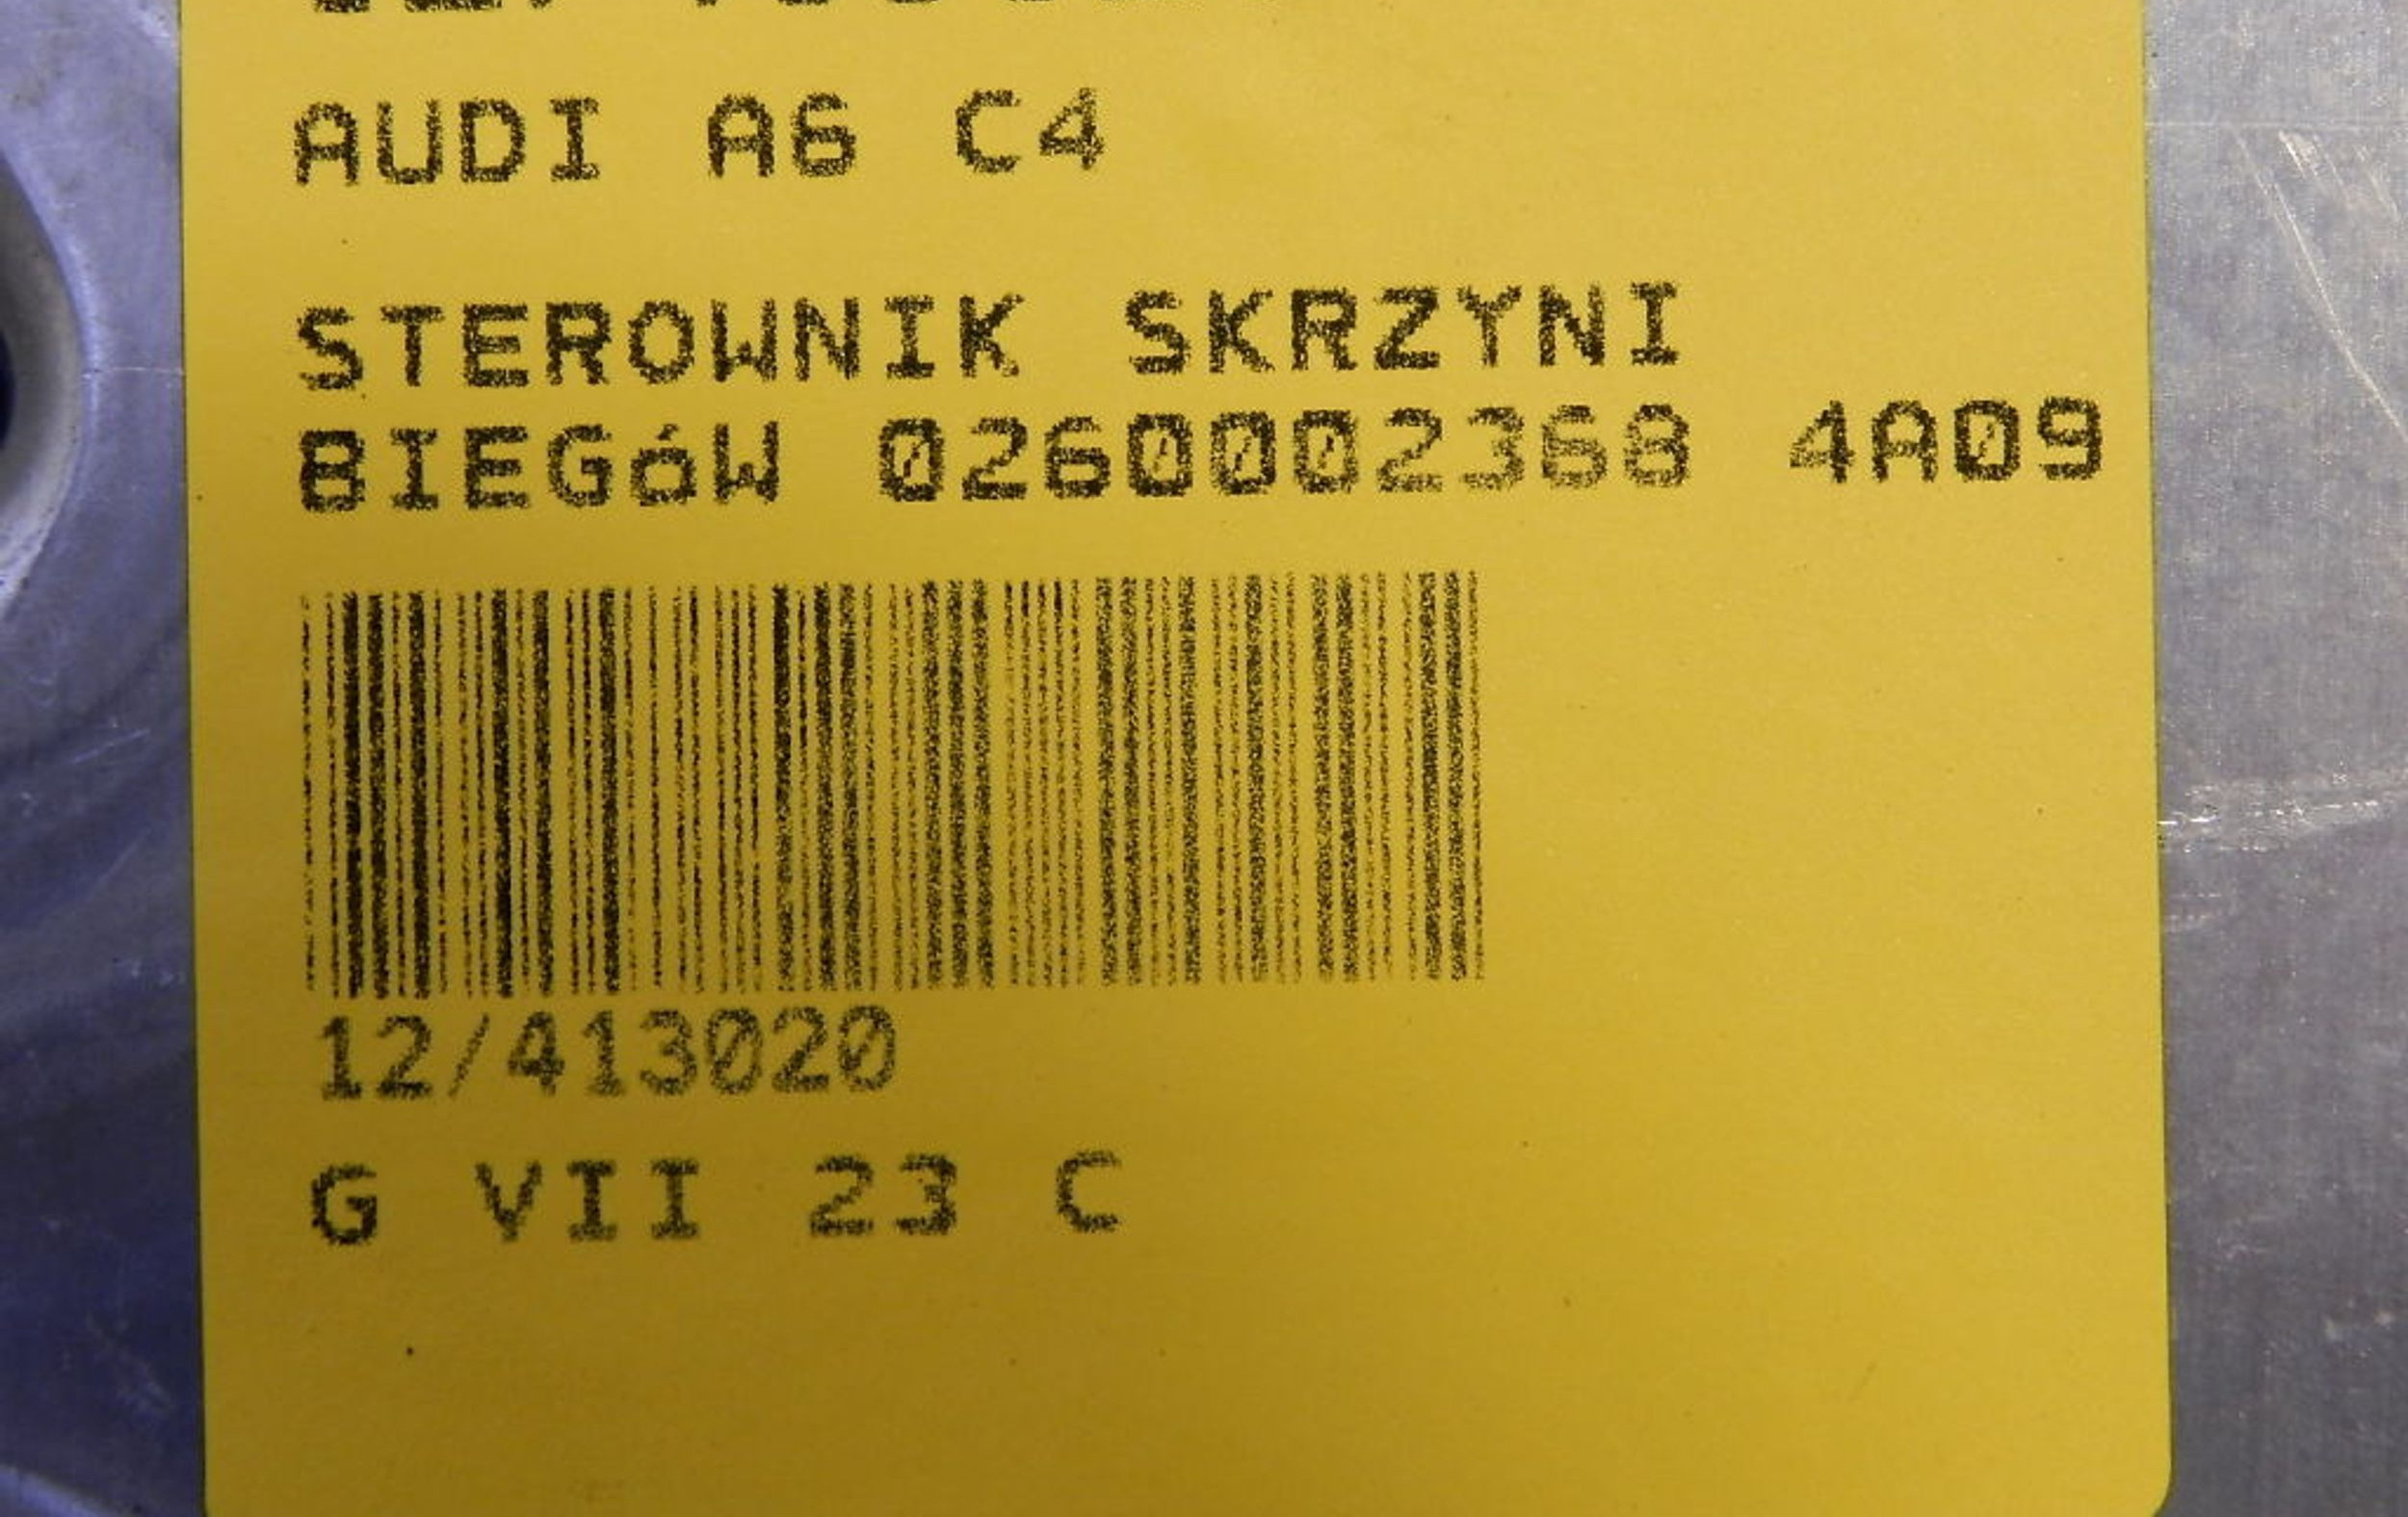 AUDI A6 C4
STEROWNIK SKRZYNI
BIEGóW 0260002368 4A09
12/413020
G VII 23 C